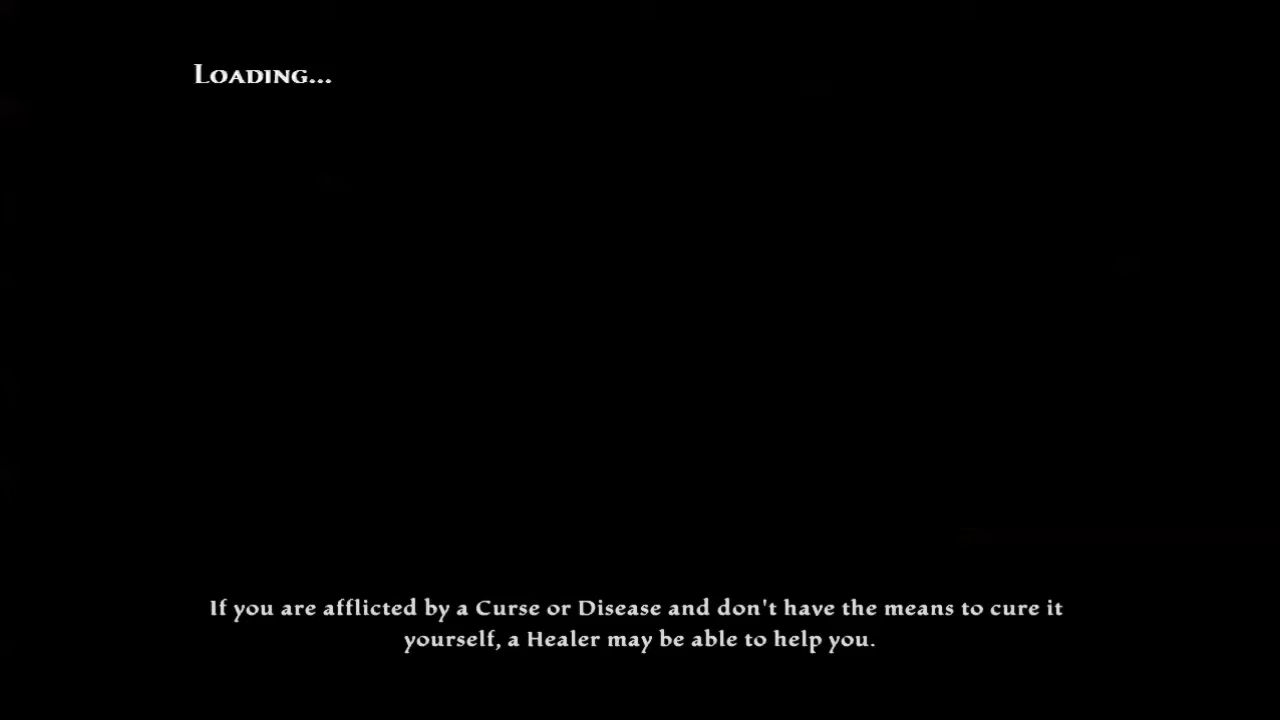 Loading...
If you are afflicted by a Curse or Disease and don't have the means to cure it
yourself, a Healer may be able to help you.